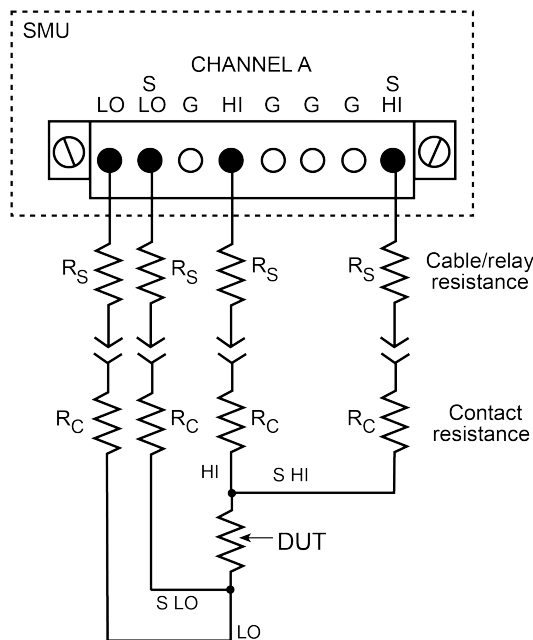 SMU
CHANNEL A
S S
LO LO G HI G G G HI
RS RS RS RS Cable/relay
resistance
RC RC RC RC Contact
resistance
HI S HI
DUT
S LO
LO